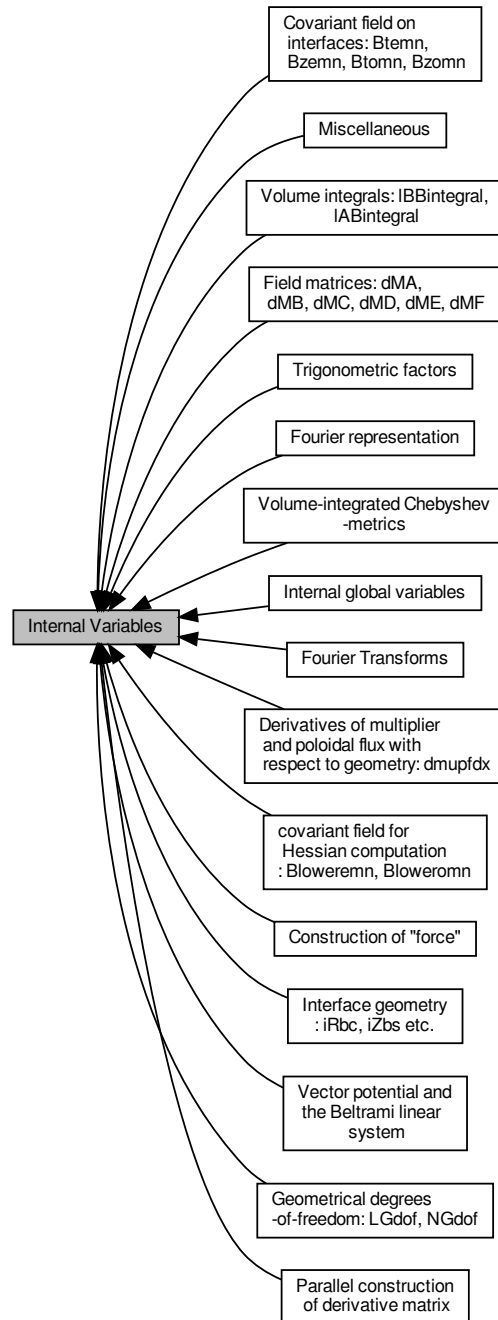 Covariant field on
interfaces: Btemn,
Bzemn, Btomn, Bzomn
Miscellaneous
Volume integrals: lBBintegral,
lABintegral
Field matrices: dMA,
dMB, dMC, dMD, dME, dMF
Trigonometric factors
Fourier representation
Volume-integrated Chebyshev
-metrics
Internal global variables
Internal Variables
Fourier Transforms
Derivatives of multiplier
and poloidal flux with
respect to geometry: dmupfdx
covariant field for
Hessian computation
: Bloweremn, Bloweromn
Construction of "force"
Interface geometry
: iRbc, iZbs etc.
Vector potential and
the Beltrami linear
system
Geometrical degrees
-of-freedom: LGdof, NGdof
Parallel construction
of derivative matrix